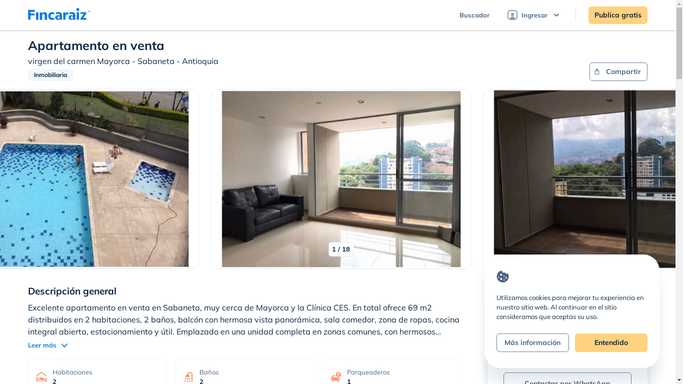 Fincaraiz
Buscador
Ingresar
Publica gratis
Apartamento en venta
virgen del carmen Mayorca - Sabaneta - Antioquia
Inmobiliaria
Compartir
1 / 18
Descripción general
Excelente apartamento en venta en Sabaneta, muy cerca de Mayorca y la Clínica CES. En total ofrece 69 m2
distribuidos en 2 habitaciones, 2 baños, balcón con hermosa vista panorámica, sala comedor, zona de ropas, cocina
integral abierta, estacionamiento y útil. Emplazado en una unidad completa en zonas comunes, con hermosos...
Leer más
Habitaciones
2
Baños
2
Parqueaderos
1
Utilizamos cookies para mejorar tu experiencia en
nuestro sitio web. Al continuar en el sitio
consideramos que aceptas su uso.
Más información
Entendido
Contactar por WhatsApp